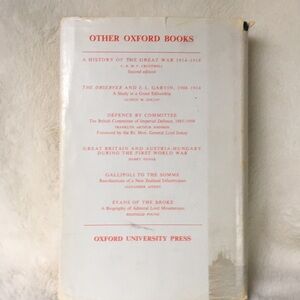 OTHER OXFORD BOOKS
A HISTORY OF THE GREAT WAR 1914-1918
C. R. M. F. CRUTTWELL
Second edition
THE OBSERVER AND J. L. GARVIN, 1908-1914
A Study in a Great Editorship
ALFRED M. GOLLIN
DEFENCE BY COMMITTEE
The British Committee of Imperial Defence, 1885-1959
FRANKLYN ARTHUR JOHNSON
Foreword by the Rt. Hon. General Lord Ismay
GREAT BRITAIN AND AUSTRIA-HUNGARY
DURING THE FIRST WORLD WAR
HARRY HANAK
GALLIPOLI TO THE SOMME
Recollections of a New Zealand Infantryman
ALEXANDER AITKEN
EVANS OF THE BROKE
A Biography of Admiral Lord Mountevans
REGINALD POUND
OXFORD UNIVERSITY PRESS